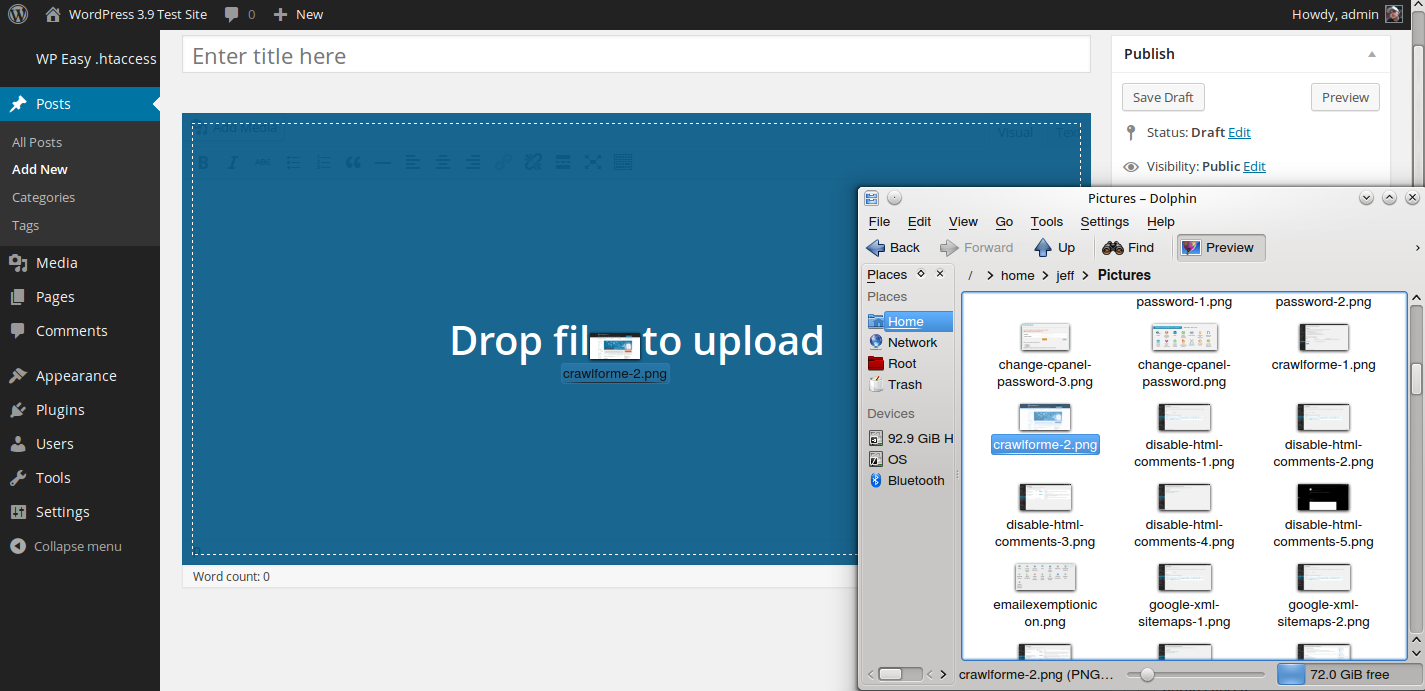 WordPress 3.9 Test Site 0 New Howdy, admin
WP Easy .htaccess
Posts
All Posts
Add New
Categories
Tags
Media
Pages
Comments
Appearance
Plugins
Users
Tools
Settings
Collapse menu
Enter title here
Add Media Visual Text
Drop files to upload
crawlforme-2.png
Word count: 0
Publish
Save Draft Preview
Status: Draft Edit
Visibility: Public Edit
Pictures – Dolphin
File Edit View Go Tools Settings Help
Back Forward Up Find Preview
Places
/ > home > jeff > Pictures
Places
Home
Network
Root
Trash
Devices
92.9 GiB H
OS
Bluetooth
password-1.png password-2.png
change-cpanel- change-cpanel- crawlforme-1.png
password-3.png password.png
crawlforme-2.png disable-html- disable-html-
comments-1.png comments-2.png
disable-html- disable-html- disable-html-
comments-3.png comments-4.png comments-5.png
emailexemptionic google-xml- google-xml-
on.png sitemaps-1.png sitemaps-2.png
crawlforme-2.png (PNG... 72.0 GiB free